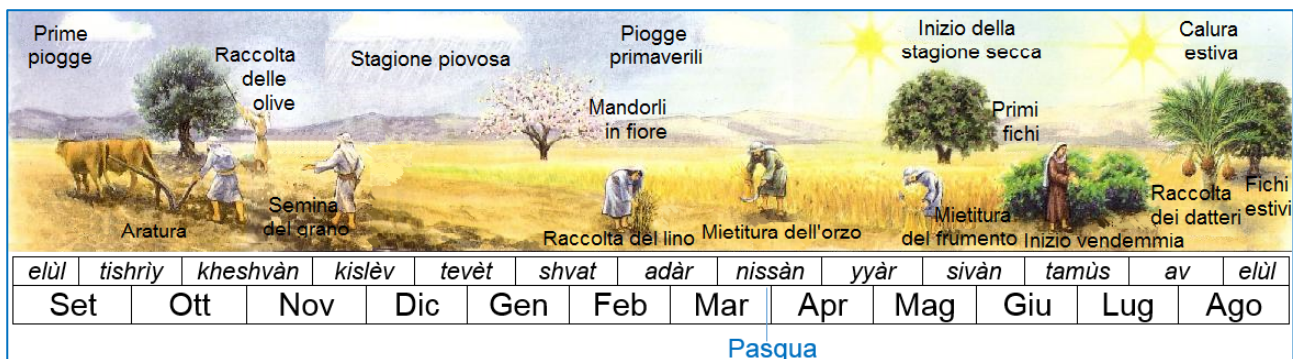 Prime
piogge
Raccolta
delle
olive
Stagione piovosa
Piogge
primaverili
Inizio della
stagione secca
Calura
estiva
Mandorli
in fiore
Primi
fichi
Aratura
Semina
del grano
Raccolta del lino
Mietitura dell'orzo
Mietitura
del frumento
Inizio vendemmia
Raccolta
dei datteri
Fichi
estivi
elùl tishrìy kheshvàn kislèv tevèt shvat adàr nissàn yyàr sivàn tamùs av elùl
Set Ott Nov Dic Gen Feb Mar Apr Mag Giu Lug Ago
Pasqua